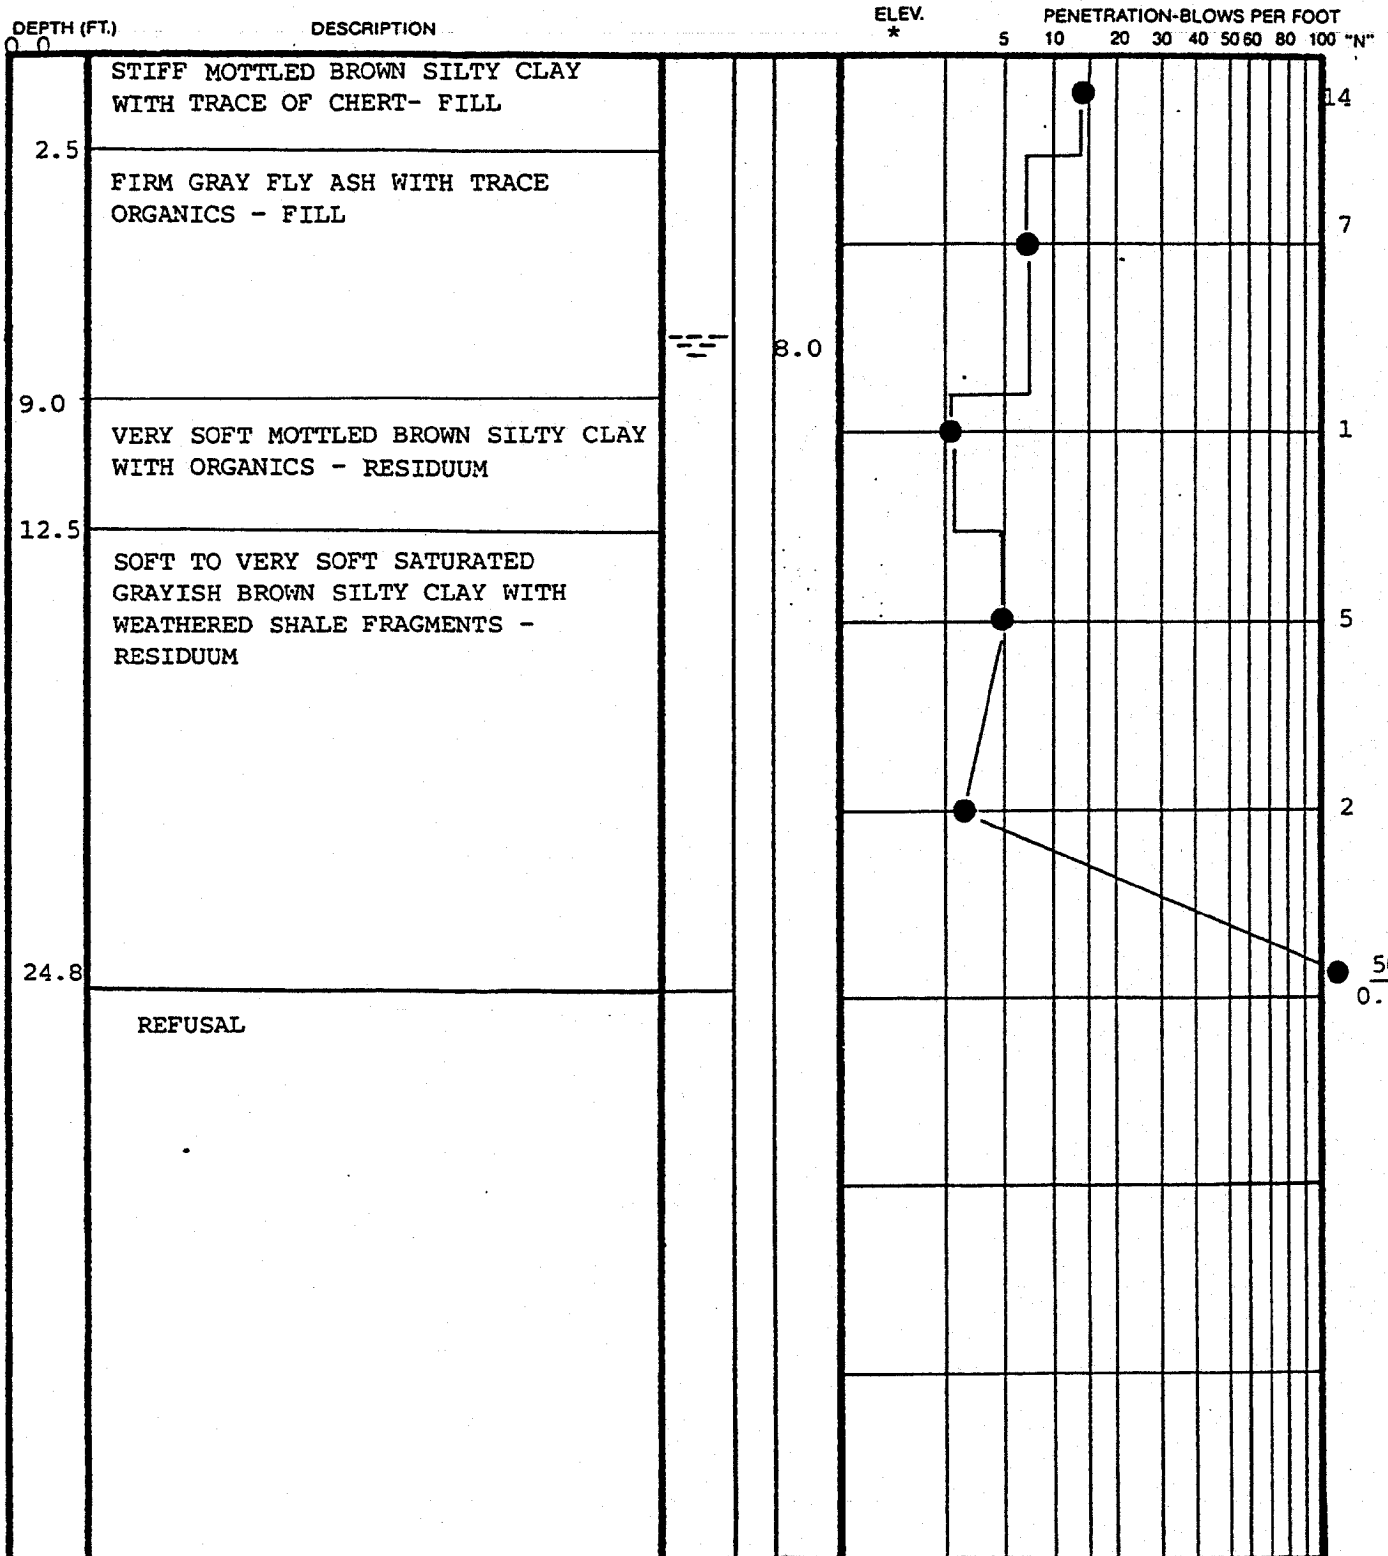 DEPTH (FT.) DESCRIPTION ELEV. PENETRATION-BLOWS PER FOOT
* 5 10 20 30 40 50 60 80 100 "N"
0 0
STIFF MOTTLED BROWN SILTY CLAY
WITH TRACE OF CHERT- FILL
14
2.5
FIRM GRAY FLY ASH WITH TRACE
ORGANICS - FILL
7
8.0
9.0
VERY SOFT MOTTLED BROWN SILTY CLAY
WITH ORGANICS - RESIDUUM
1
12.5
SOFT TO VERY SOFT SATURATED
GRAYISH BROWN SILTY CLAY WITH
WEATHERED SHALE FRAGMENTS -
RESIDUUM
5
2
24.8
0.
REFUSAL